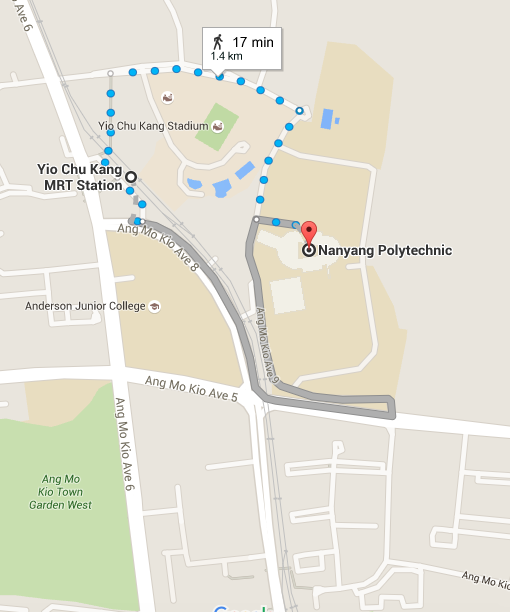 Ave 6
17 min
1.4 km
Yio Chu Kang Stadium
Yio Chu Kang
MRT Station
Ang Mo Kio Ave 8
Nanyang Polytechnic
Anderson Junior College
Ang Mo Kio Ave 9
Ang Mo Kio Ave 5
Ang Mo Kio Ave 6
Ang Mo
Kio Town
Garden West
Ang Mo Kio